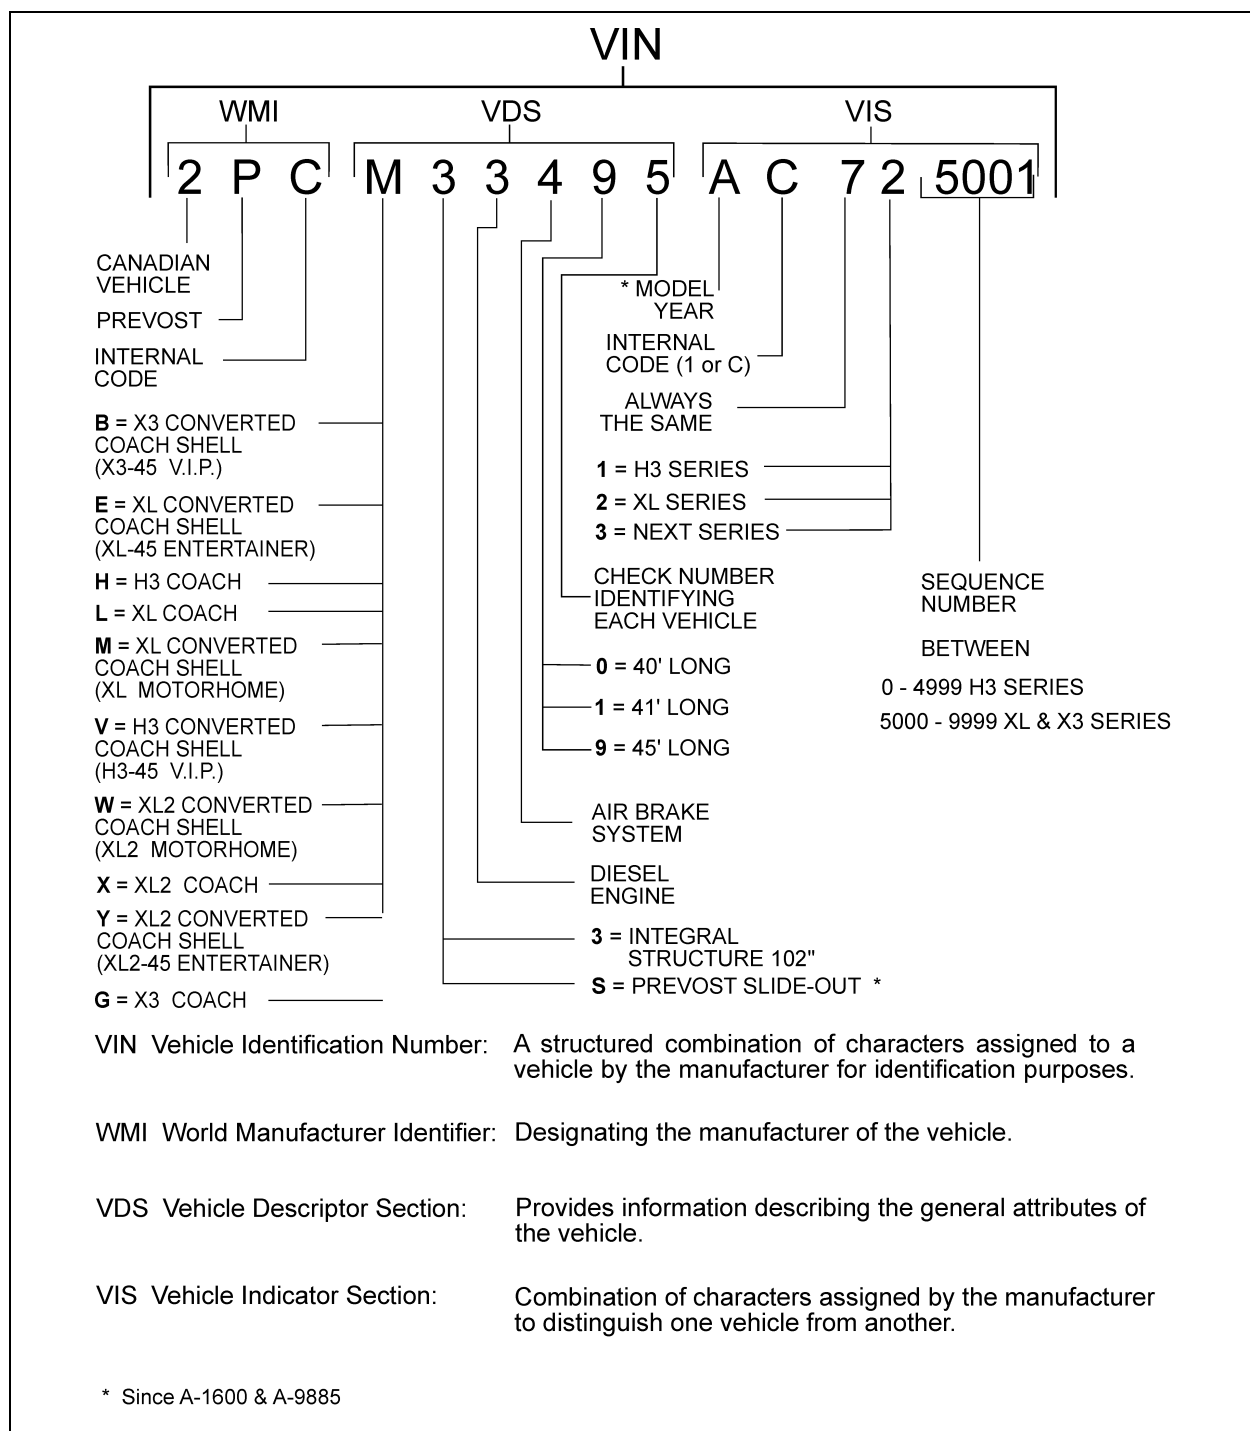 VIN
WMI
VDS
VIS
2 P C M 3 3 4 9 5 A C 7 2 5001
CANADIAN
VEHICLE
PREVOST
INTERNAL
CODE
B = X3 CONVERTED
COACH SHELL
(X3-45 V.I.P.)
E = XL CONVERTED
COACH SHELL
(XL-45 ENTERTAINER)
H = H3 COACH
L = XL COACH
M = XL CONVERTED
COACH SHELL
(XL MOTORHOME)
V = H3 CONVERTED
COACH SHELL
(H3-45 V.I.P.)
W = XL2 CONVERTED
COACH SHELL
(XL2 MOTORHOME)
X = XL2 COACH
Y = XL2 CONVERTED
COACH SHELL
(XL2-45 ENTERTAINER)
G = X3 COACH
* MODEL
YEAR
INTERNAL
CODE (1 or C)
ALWAYS
THE SAME
1 = H3 SERIES
2 = XL SERIES
3 = NEXT SERIES
CHECK NUMBER
IDENTIFYING
EACH VEHICLE
0 = 40' LONG
1 = 41' LONG
9 = 45' LONG
AIR BRAKE
SYSTEM
DIESEL
ENGINE
3 = INTEGRAL
STRUCTURE 102"
S = PREVOST SLIDE-OUT *
SEQUENCE
NUMBER
BETWEEN
0 - 4999 H3 SERIES
5000 - 9999 XL & X3 SERIES
VIN Vehicle Identification Number: A structured combination of characters assigned to a
vehicle by the manufacturer for identification purposes.
WMI World Manufacturer Identifier: Designating the manufacturer of the vehicle.
VDS Vehicle Descriptor Section: Provides information describing the general attributes of
the vehicle.
VIS Vehicle Indicator Section: Combination of characters assigned by the manufacturer
to distinguish one vehicle from another.
* Since A-1600 & A-9885